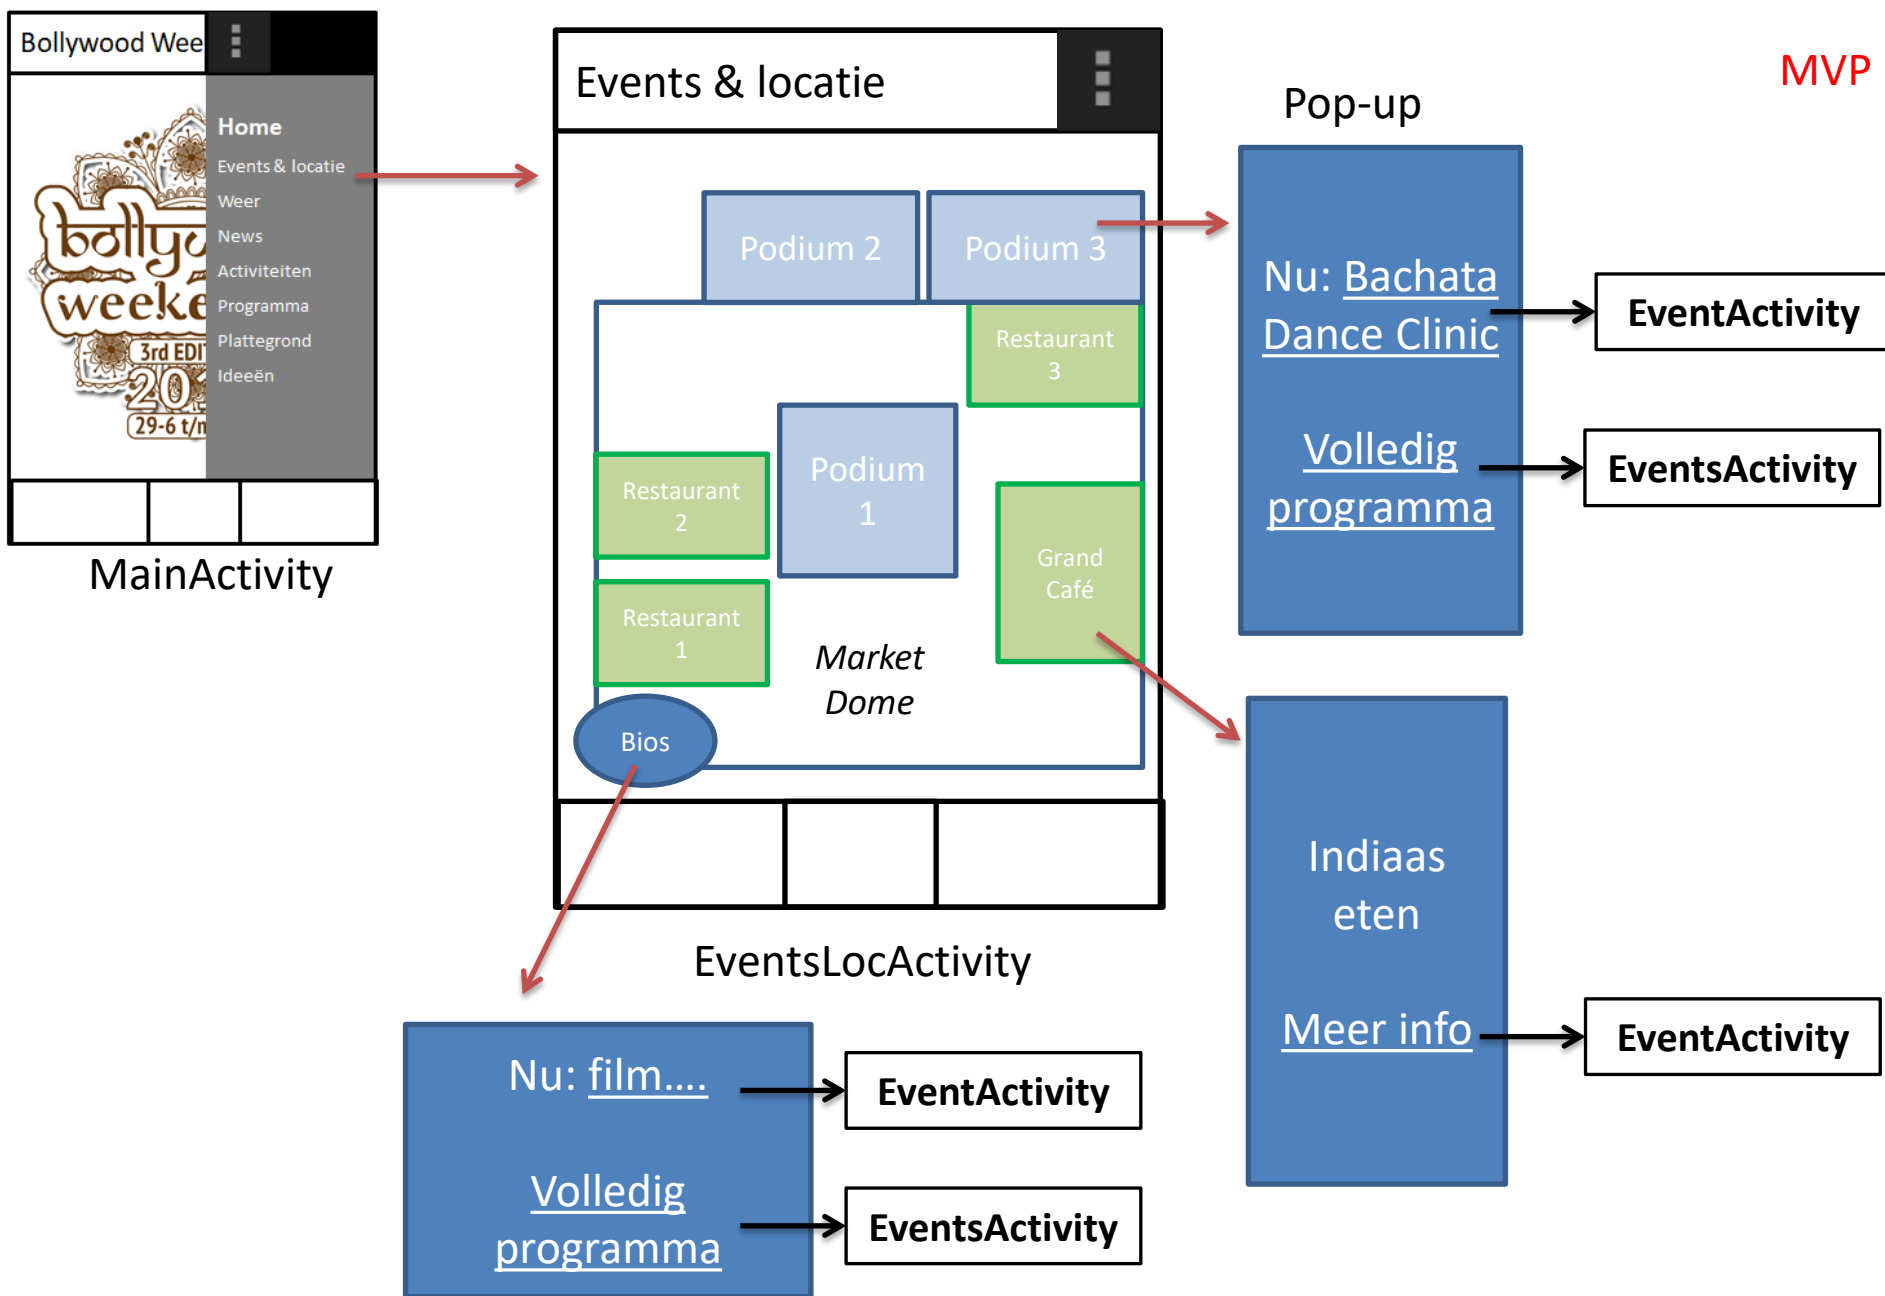 Bollywood Wee
Home
Events & locatie
Weer
News
Activiteiten
Programma
Plattegrond
Ideeën
bolly
weeke
3rd EDI
20
29-6 t/m
MainActivity
Events & locatie
Podium 2
Podium 3
Restaurant
3
Podium
1
Restaurant
2
Restaurant
1
Grand
Café
Market
Dome
Bios
EventsLocActivity
MVP
Pop-up
Nu: Bachata
Dance Clinic
Volledig
programma
EventActivity
EventsActivity
Indiaas
eten
Meer info
EventActivity
Nu: film....
Volledig
programma
EventActivity
EventsActivity